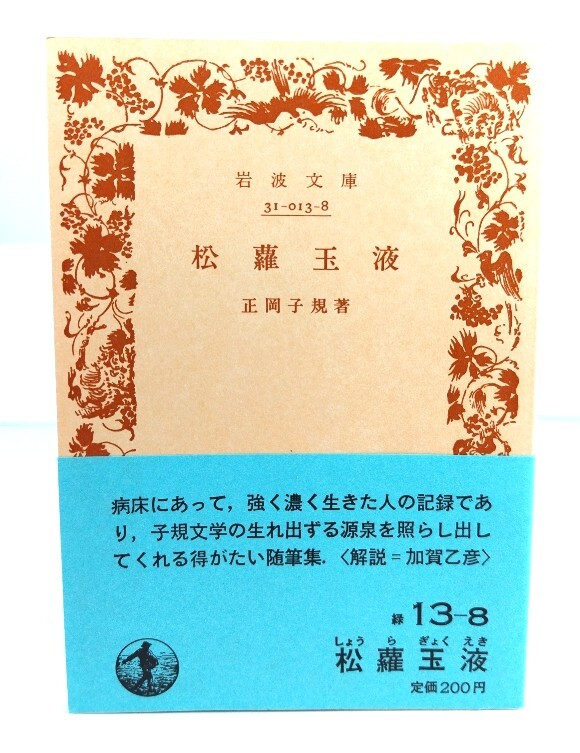 岩波文庫
31-013-8
松蘿玉液
正岡子規著
病床にあって，強く濃く生きた人の記録であ
り，子規文学の生れ出ずる源泉を照らし出し
てくれる得がたい随筆集．〈解説＝加賀乙彦〉
緑 13-8
しょう ら ぎょく えき
松蘿玉液
定価200円